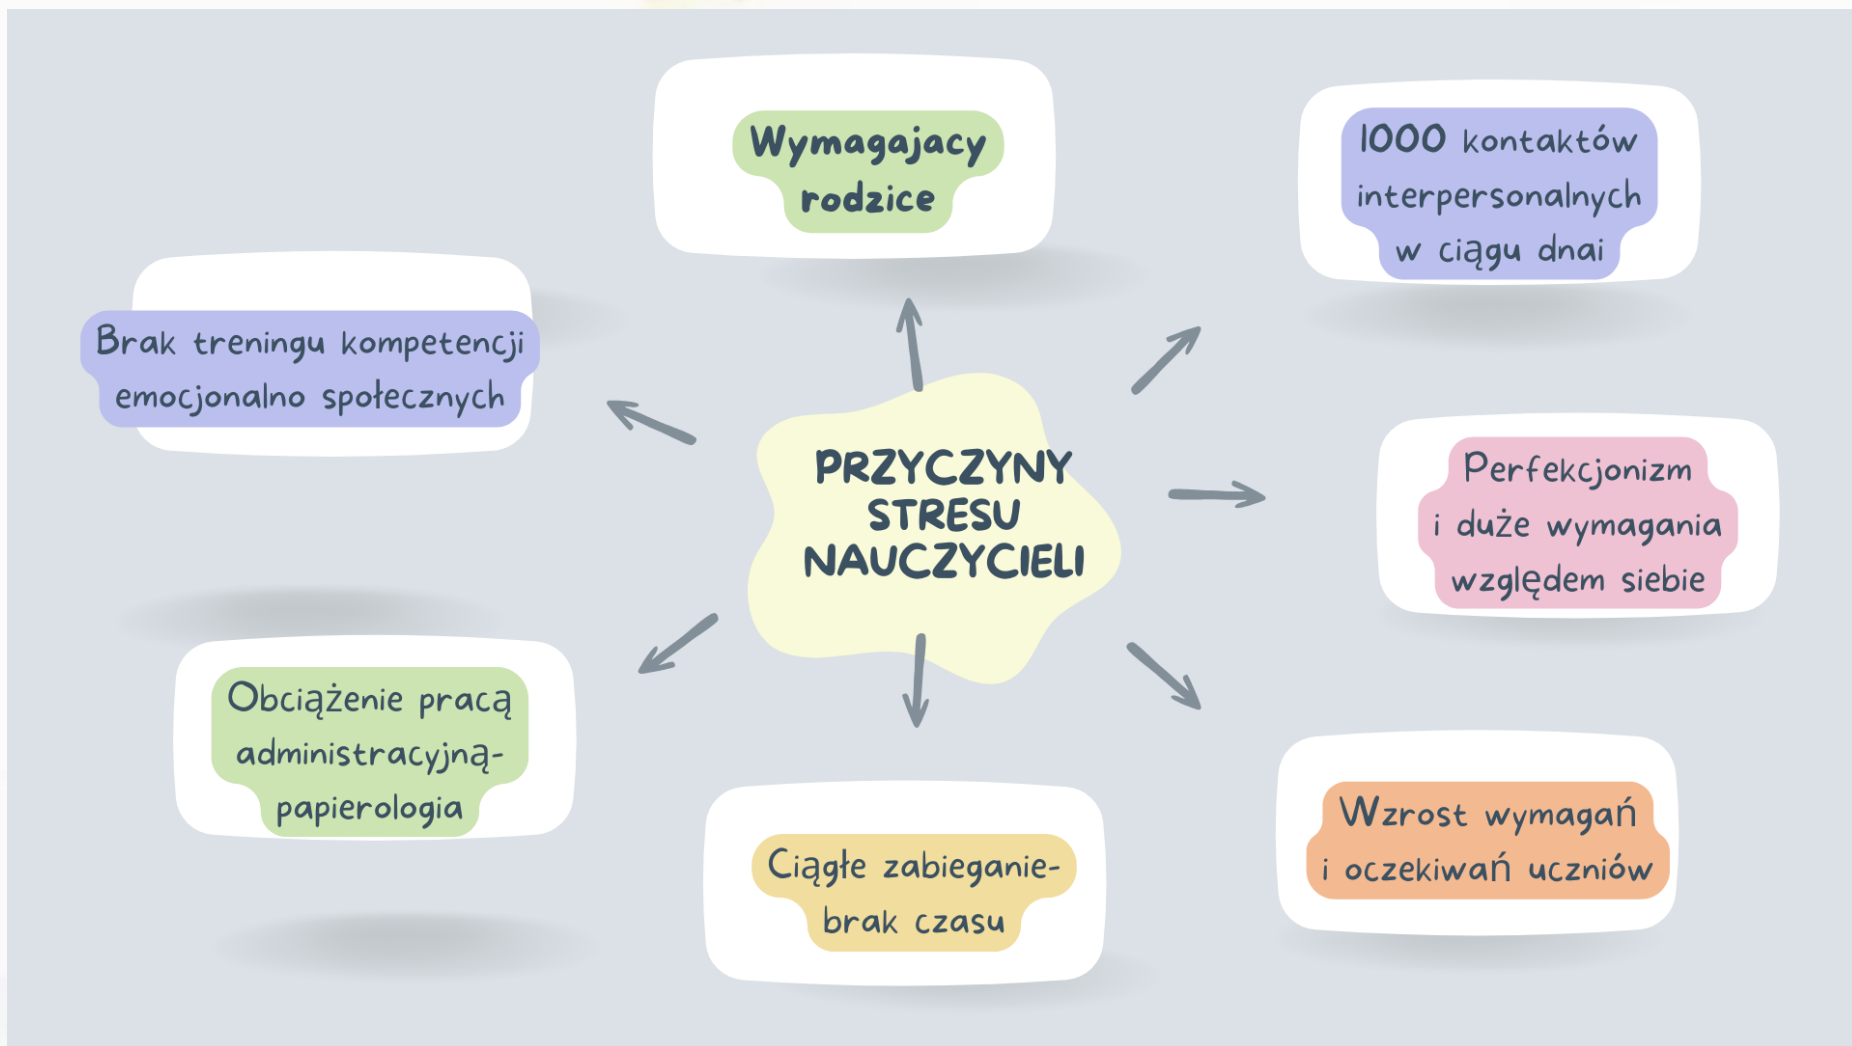 Wymagajacy
rodzice
1000 kontaktów
interpersonalnych
w ciągu dnai
Brak treningu kompetencji
emocjonalno społecznych
PRZYCZYNY
STRESU
NAUCZYCIELI
Perfekcjonizm
i duże wymagania
względem siebie
Obciążenie pracą
administracyjną-
papierologia
Ciągłe zabieganie-
brak czasu
Wzrost wymagań
i oczekiwań uczniów